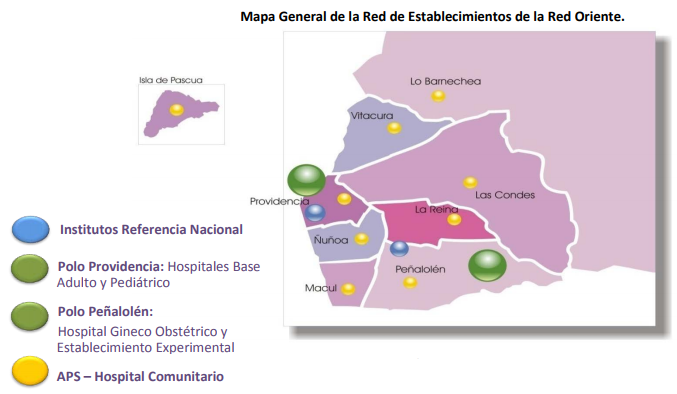 Mapa General de la Red de Establecimientos de la Red Oriente.
Isla de Pascua
Lo Barnechea
Vitacura
Las Condes
Providencia
La Reina
Ñuñoa
Peñalolén
Macul
Institutos Referencia Nacional
Polo Providencia: Hospitales Base
Adulto y Pediátrico
Polo Peñalolén:
Hospital Gineco Obstétrico y
Establecimiento Experimental
APS – Hospital Comunitario